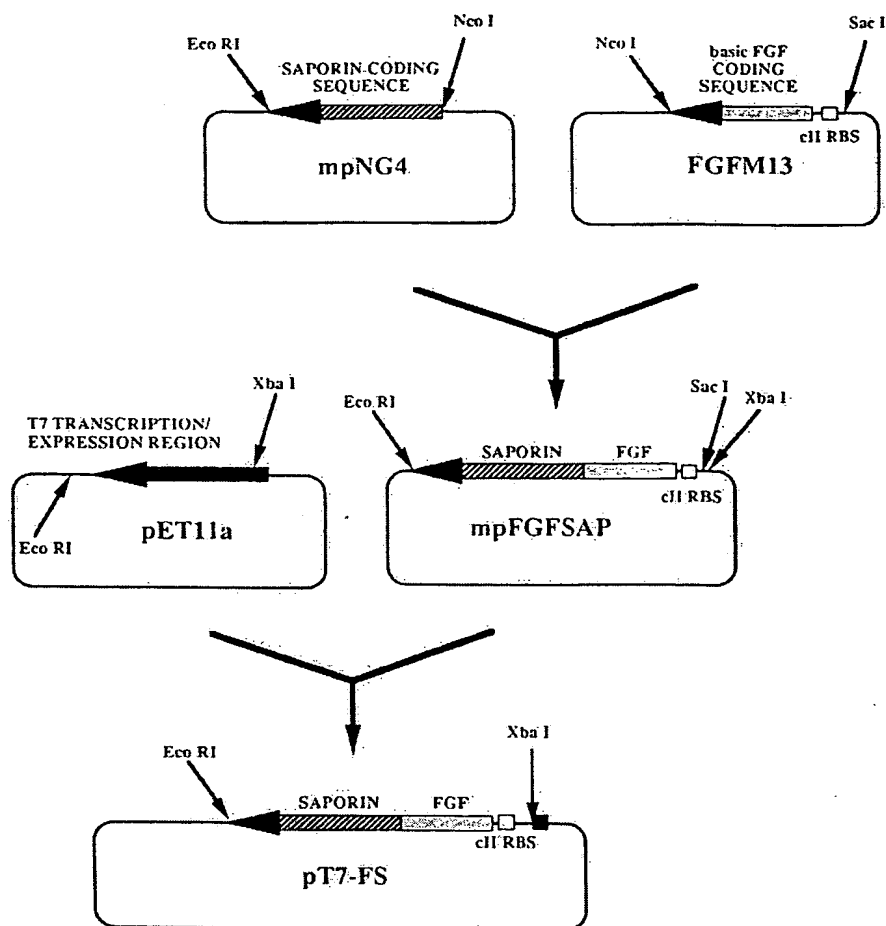 Eco RI
Nco I
SAPORIN-CODING
SEQUENCE
mpNG4
Nco I
basic FGF
CODING
SEQUENCE
Sac I
cII RBS
FGFM13
T7 TRANSCRIPTION/
EXPRESSION REGION
Xba I
Eco RI
pET11a
Eco RI
SAPORIN
FGF
Sac I
Xba I
cII RBS
mpFGFSAP
Eco RI
SAPORIN
FGF
Xba I
cII RBS
pT7-FS